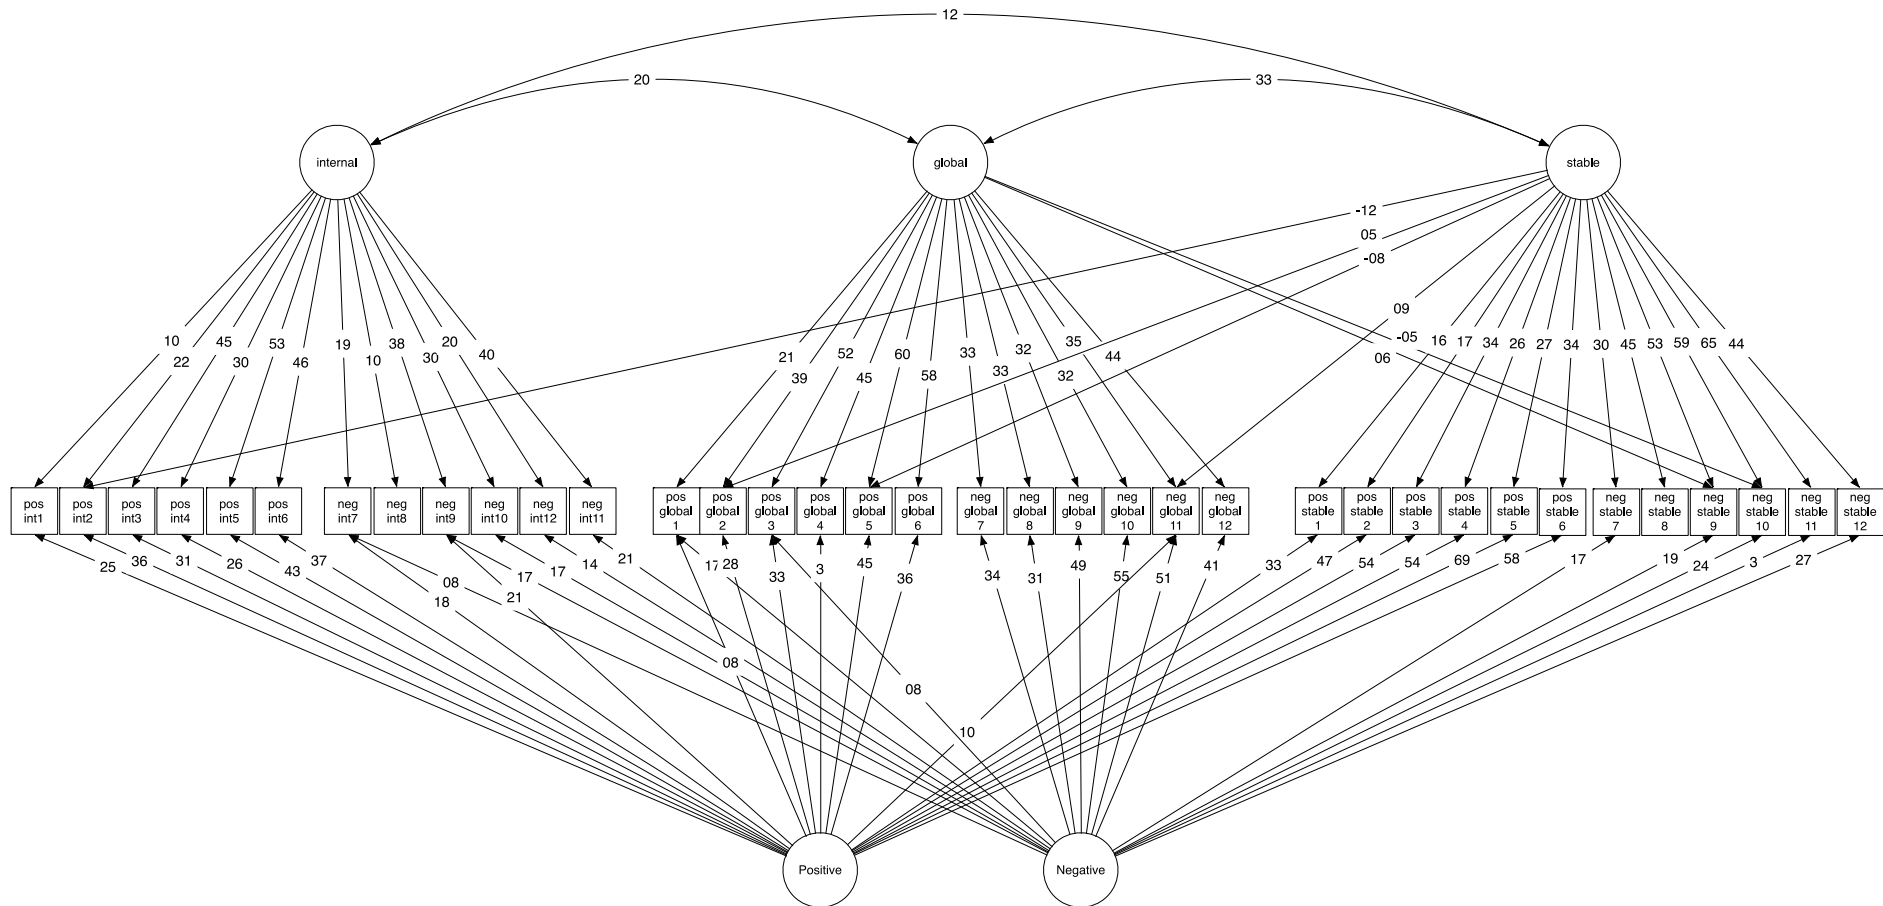 12
20
33
internal
global
stable
-12
05
-08
09
-05
06
10
22
45
30
53
46
19
10
38
30
20
40
21
39
52
45
60
58
33
33
32
32
35
44
16
17
34
26
27
34
30
45
53
59
65
44
pos
int1
pos
int2
pos
int3
pos
int4
pos
int5
pos
int6
neg
int7
neg
int8
neg
int9
neg
int10
neg
int12
neg
int11
pos
global
1
pos
global
2
pos
global
3
pos
global
4
pos
global
5
pos
global
6
neg
global
7
neg
global
8
neg
global
9
neg
global
10
neg
global
11
neg
global
12
pos
stable
1
pos
stable
2
pos
stable
3
pos
stable
4
pos
stable
5
pos
stable
6
neg
stable
7
neg
stable
8
neg
stable
9
neg
stable
10
neg
stable
11
neg
stable
12
25
36
31
26
43
37
18
08
21
17
17
14
21
17
28
33
3
45
36
34
31
49
55
51
41
33
47
54
54
69
58
17
19
24
3
27
08
08
10
Positive
Negative